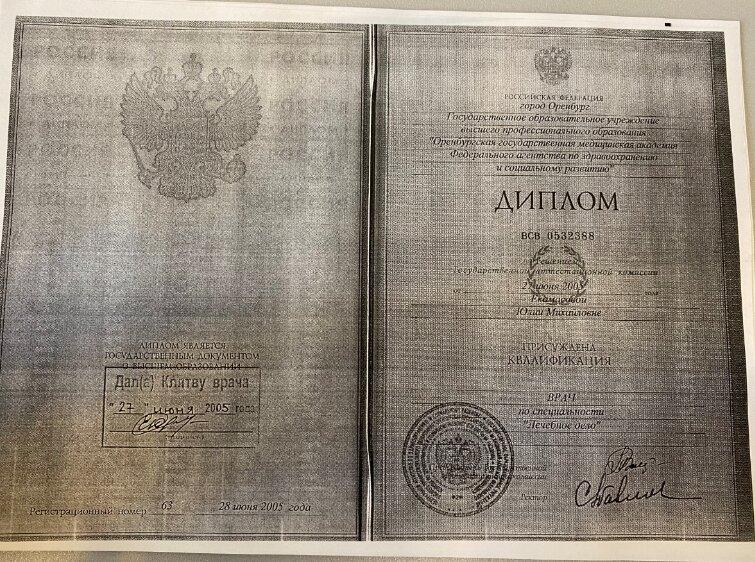 ДИПЛОМ ЯВЛЯЕТСЯ
ГОСУДАРСТВЕННЫМ ДОКУМЕНТОМ
О ВЫСШЕМ ОБРАЗОВАНИИ
Дал(а) Клятву врача
"27" июня 2005 года
Регистрационный номер 63 28 июня 2005 года
РОССИЙСКАЯ ФЕДЕРАЦИЯ
город Оренбург
Государственное образовательное учреждение
высшего профессионального образования
"Оренбургская государственная медицинская академия
Федерального агентства по здравоохранению
и социальному развитию"
ДИПЛОМ
ВСВ 0532388
Решением
Государственной аттестационной комиссии
от июня 2005 года
Юлии Михайловне
ПРИСУЖДЕНА
КВАЛИФИКАЦИЯ
ВРАЧ
по специальности
"Лечебное дело"
Ректор